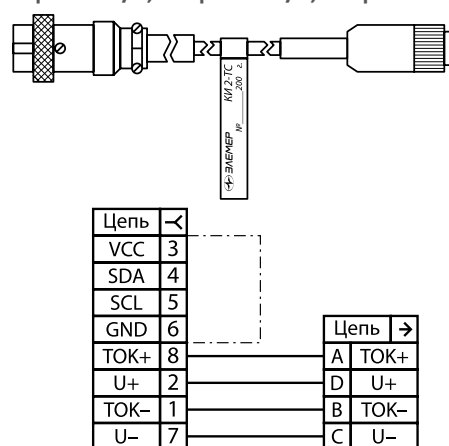 КИ 2-ТС
№ ______ 200 г.
ЭЛЕМЕР
Цепь
VCC 3
SDA 4
SCL 5
GND 6
ТОК+ 8
U+ 2
ТОК– 1
U– 7
Цепь →
A ТОК+
D U+
B ТОК–
C U–